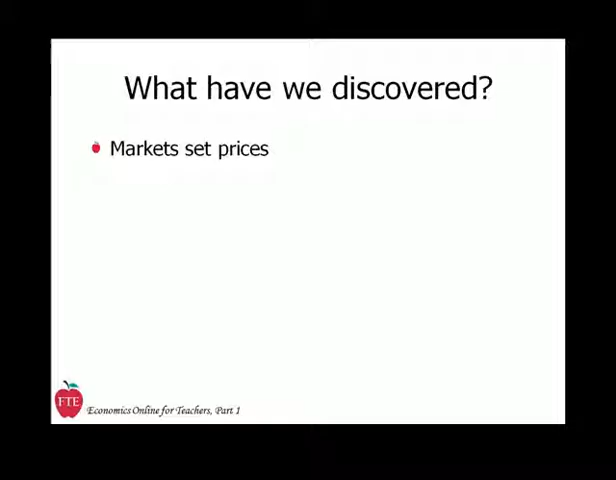 What have we discovered?
Markets set prices
FTE
Economics Online for Teachers, Part 1